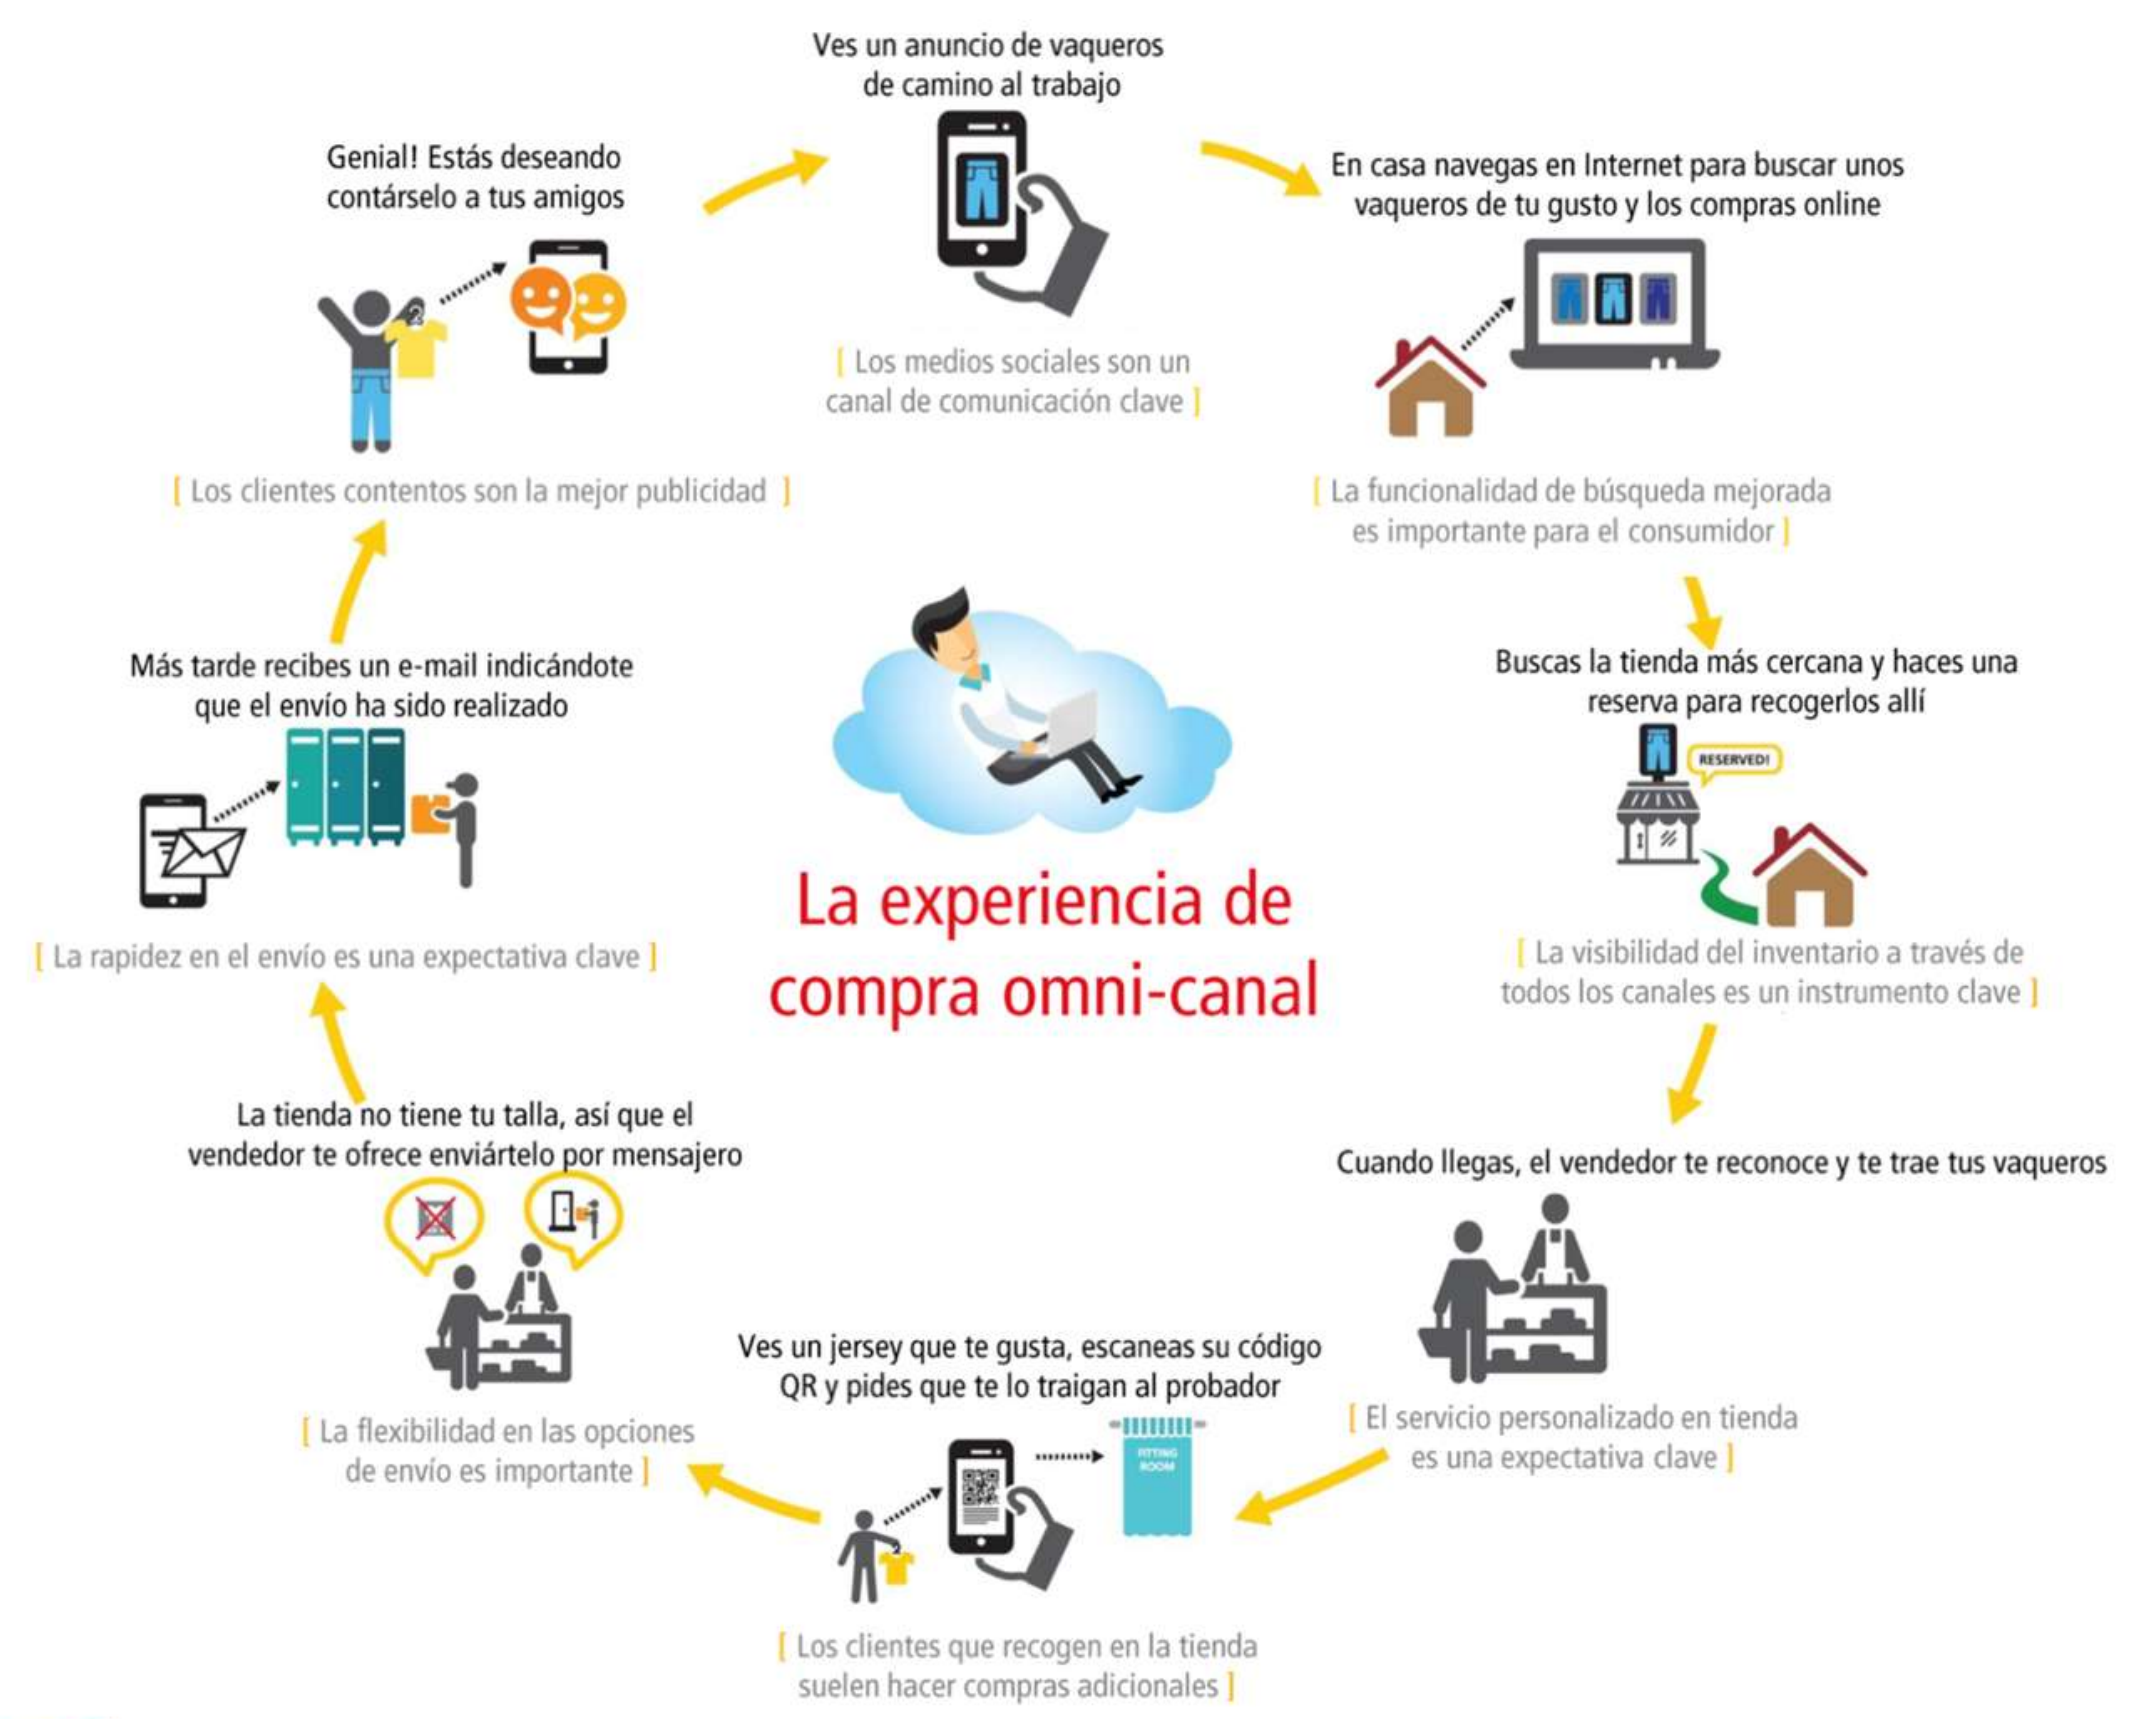 Ves un anuncio de vaqueros
de camino al trabajo
[ Los medios sociales son un
canal de comunicación clave ]
En casa navegas en Internet para buscar unos
vaqueros de tu gusto y los compras online
[ La funcionalidad de búsqueda mejorada
es importante para el consumidor ]
Buscas la tienda más cercana y haces una
reserva para recogerlos allí
RESERVED!
[ La visibilidad del inventario a través de
todos los canales es un instrumento clave ]
Cuando llegas, el vendedor te reconoce y te trae tus vaqueros
[ El servicio personalizado en tienda
es una expectativa clave ]
Ves un jersey que te gusta, escaneas su código
QR y pides que te lo traigan al probador
FITTING
ROOM
[ Los clientes que recogen en la tienda
suelen hacer compras adicionales ]
La tienda no tiene tu talla, así que el
vendedor te ofrece enviártelo por mensajero
[ La flexibilidad en las opciones
de envío es importante ]
Más tarde recibes un e-mail indicándote
que el envío ha sido realizado
[ La rapidez en el envío es una expectativa clave ]
Genial! Estás deseando
contárselo a tus amigos
[ Los clientes contentos son la mejor publicidad ]
La experiencia de
compra omni-canal